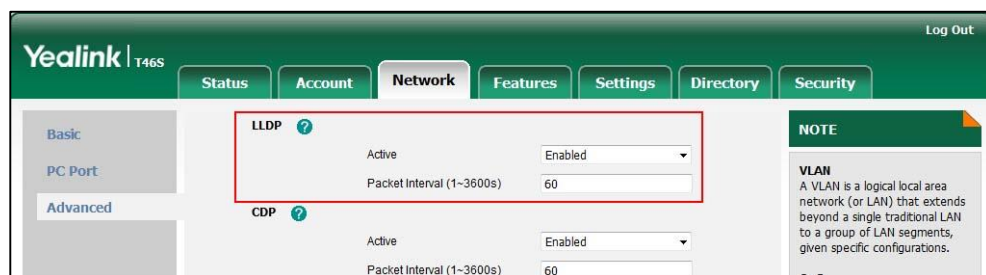 Log Out
Yealink | T46S
Status Account Network Features Settings Directory Security
Basic
PC Port
Advanced
LLDP ?
Active Enabled
Packet Interval (1~3600s) 60
CDP ?
Active Enabled
Packet Interval (1~3600s) 60
NOTE
VLAN
A VLAN is a logical local area
network (or LAN) that extends
beyond a single traditional LAN
to a group of LAN segments,
given specific configurations.